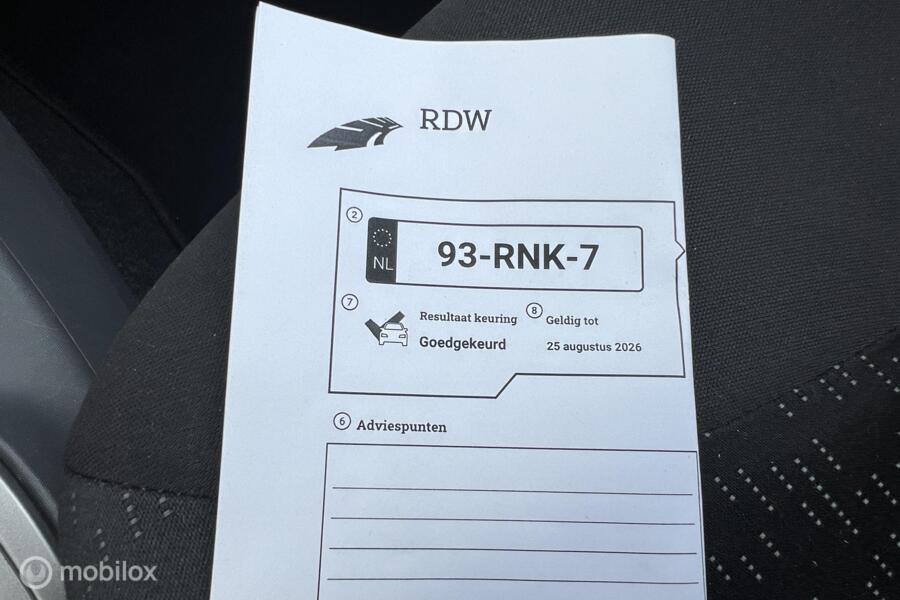 RDW
2
NL
93-RNK-7
7
Resultaat keuring
Goedgekeurd
8
Geldig tot
25 augustus 2026
6 Adviespunten
mobilox